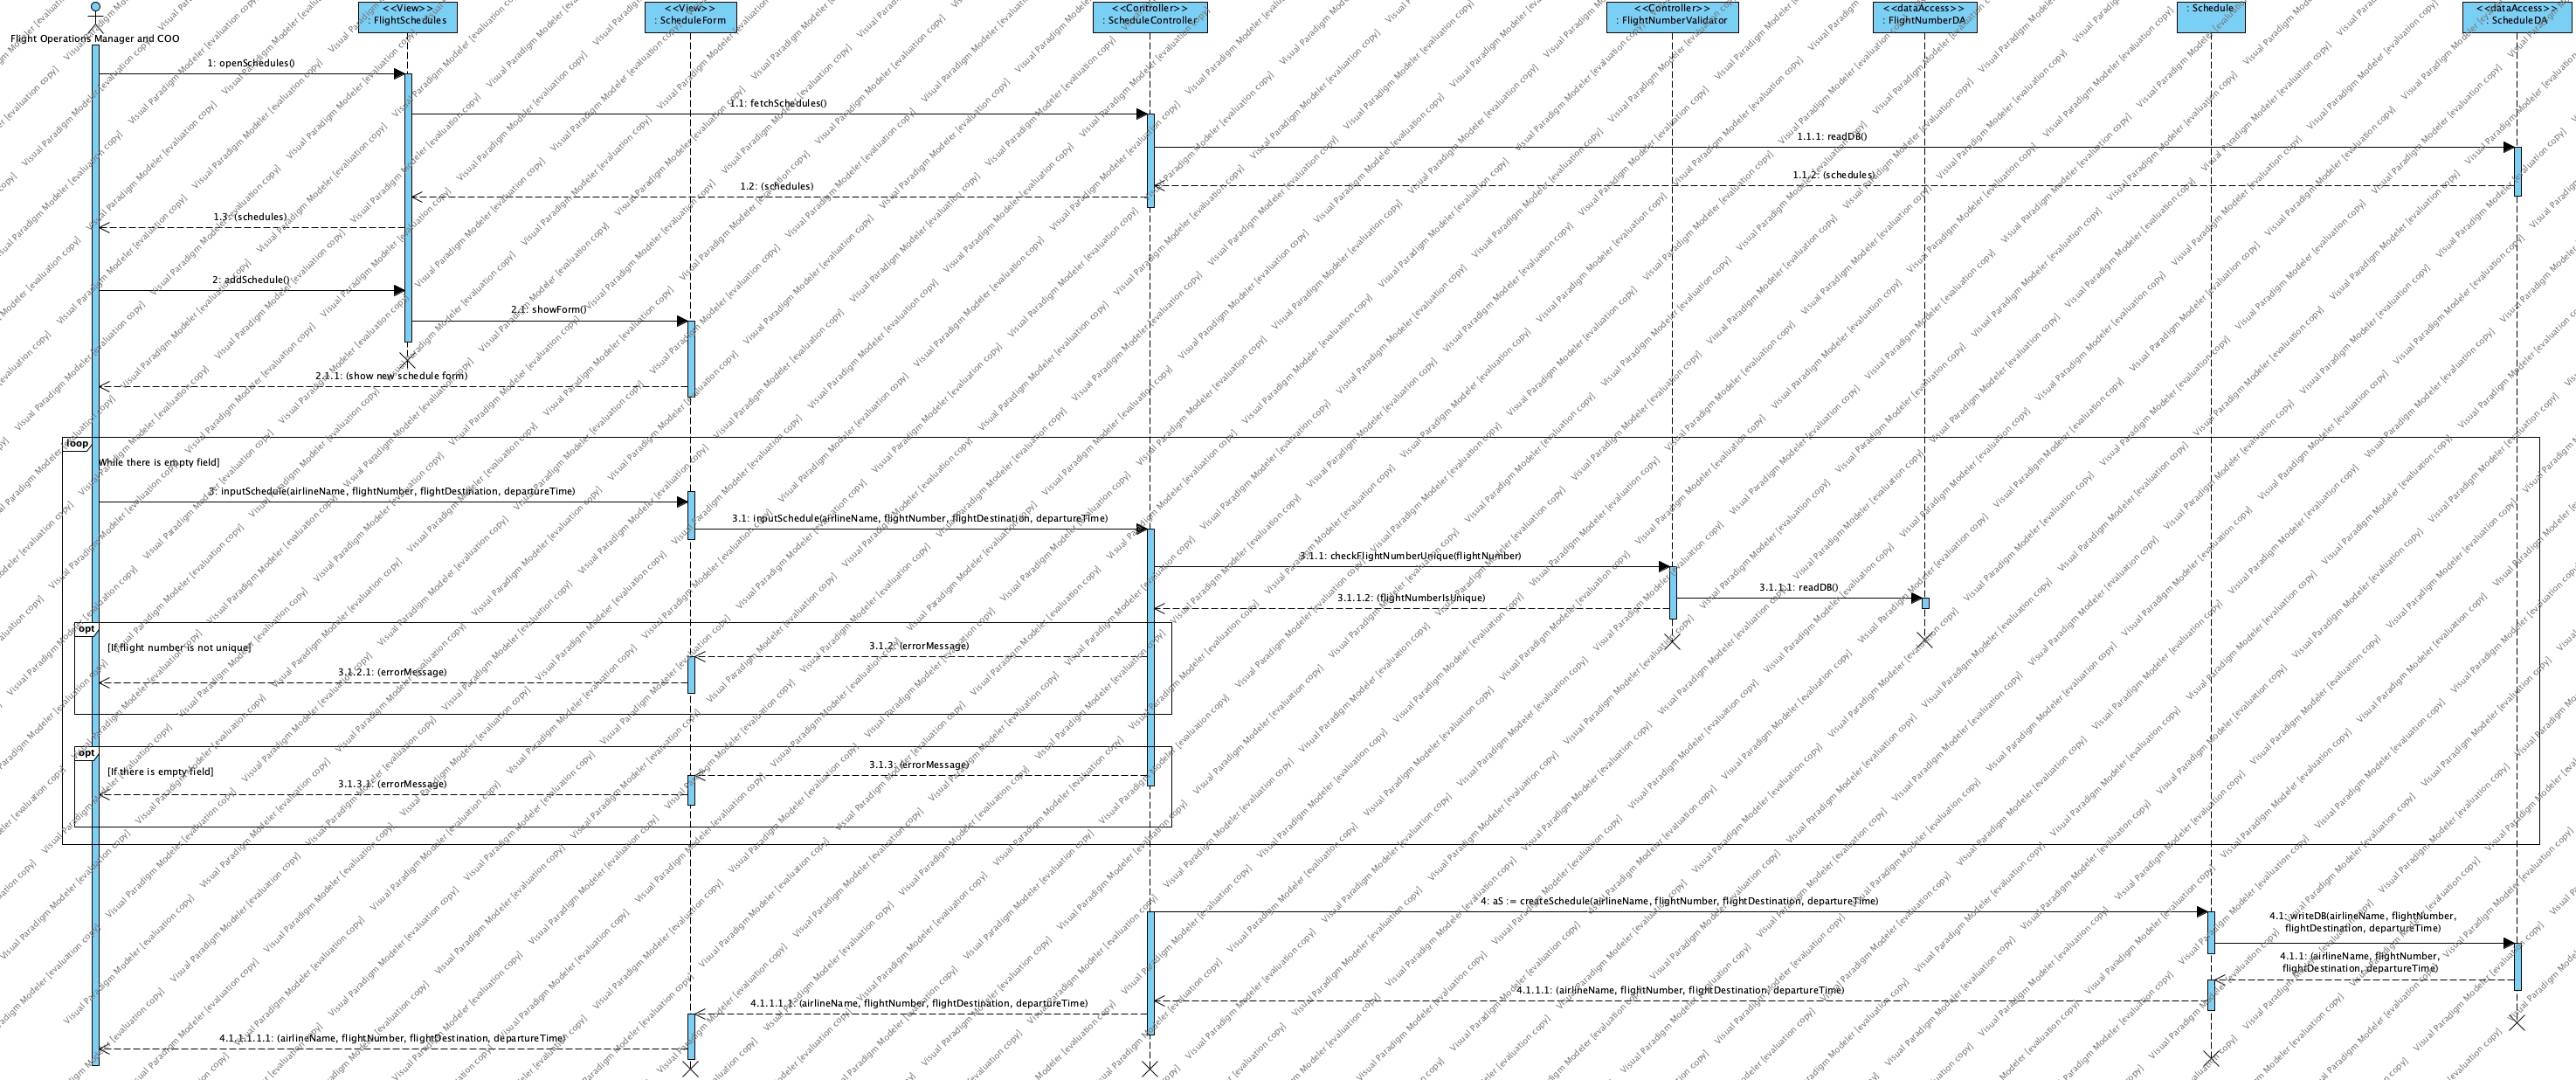 <<View>>
: FlightSchedules
<<View>>
: ScheduleForm
<<Controller>>
: ScheduleController
<<Controller>>
: FlightNumberValidator
<<dataAccess>>
: FlightNumberDA
: Schedule
<<dataAccess>>
: ScheduleDA
Flight Operations Manager and COO
1: openSchedules()
1.1: fetchSchedules()
1.1.1: readDB()
1.1.2: (schedules)
1.2: (schedules)
1.3: (schedules)
2: addSchedule()
2.1: showForm()
2.1.1: (show new schedule form)
loop
While there is empty field]
3: inputSchedule(airlineName, flightNumber, flightDestination, departureTime)
3.1: inputSchedule(airlineName, flightNumber, flightDestination, departureTime)
3.1.1: checkFlightNumberUnique(flightNumber)
3.1.1.1: readDB()
3.1.1.2: (flightNumberIsUnique)
opt
[If flight number is not unique]
3.1.2: (errorMessage)
3.1.2.1: (errorMessage)
opt
[If there is empty field]
3.1.3: (errorMessage)
3.1.3.1: (errorMessage)
4: aS := createSchedule(airlineName, flightNumber, flightDestination, departureTime)
4.1: writeDB(airlineName, flightNumber,
flightDestination, departureTime)
4.1.1: (airlineName, flightNumber,
flightDestination, departureTime)
4.1.1.1: (airlineName, flightNumber, flightDestination, departureTime)
4.1.1.1.1: (airlineName, flightNumber, flightDestination, departureTime)
4.1.1.1.1.1: (airlineName, flightNumber, flightDestination, departureTime)
Visual Paradigm Modeler [evaluation copy]